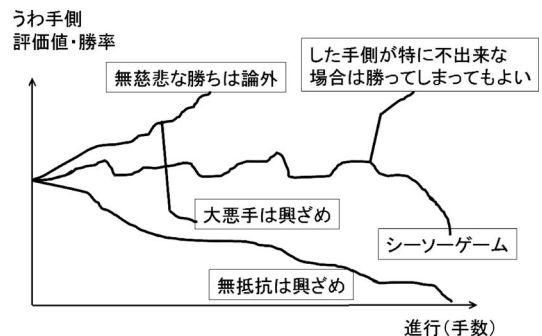 うわ手側
評価値・勝率
無慈悲な勝ちは論外
した手側が特に不出来な
場合は勝ってしまってもよい
大悪手は興ざめ
シーソーゲーム
無抵抗は興ざめ
進行(手数)